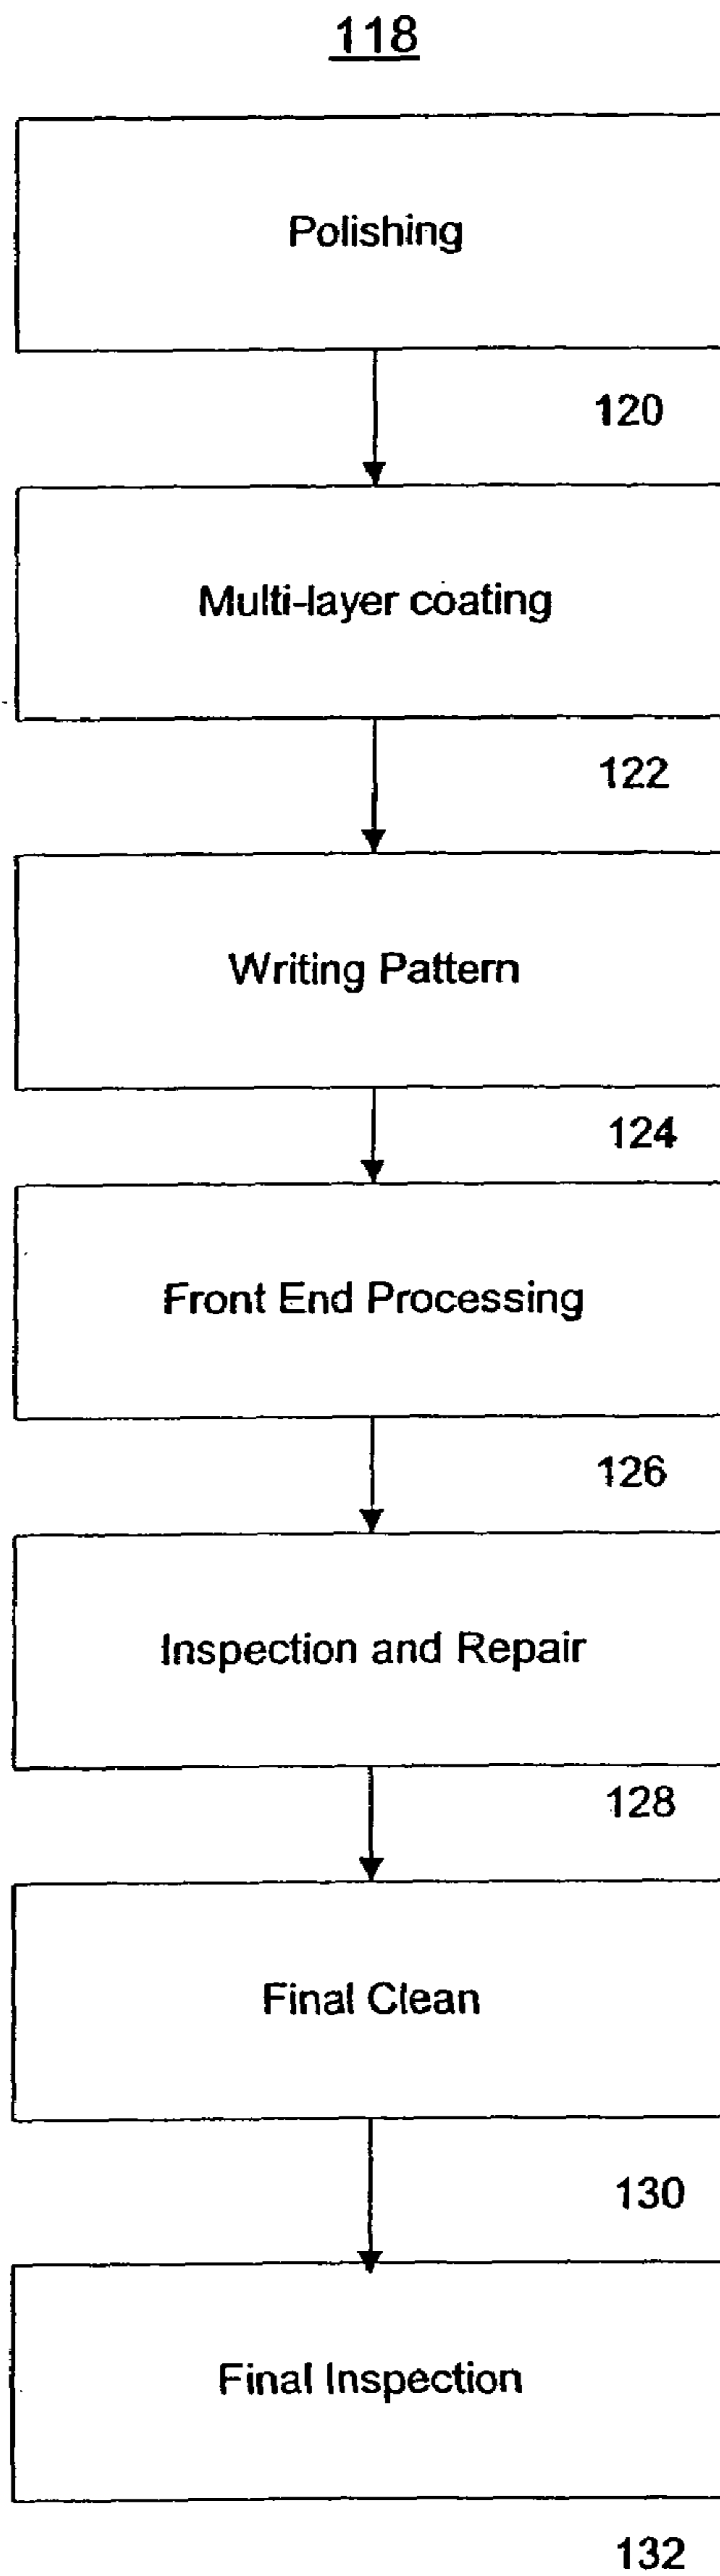 118
Polishing
120
Multi-layer coating
122
Writing Pattern
124
Front End Processing
126
Inspection and Repair
128
Final Clean
130
Final Inspection
132